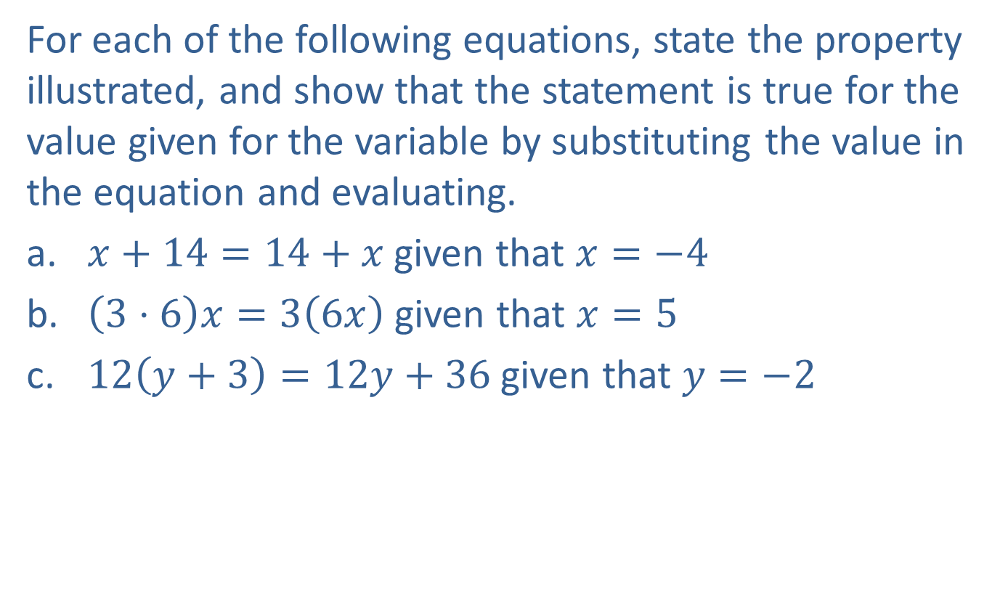 For each of the following equations, state the property
illustrated, and show that the statement is true for the
value given for the variable by substituting the value in
the equation and evaluating.
a. x + 14 = 14 + x given that x = −4
b. (3 · 6)x = 3(6x) given that x = 5
c. 12(y + 3) = 12y + 36 given that y = −2